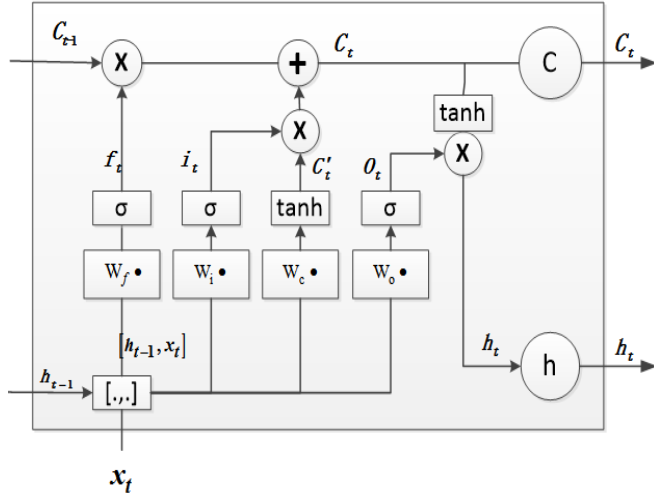 C_{t-1} × + C_t C C_t
tanh
× ×
f_t i_t C'_t O_t
σ σ tanh σ
W_f • W_i • W_c • W_o •
[h_{t-1}, x_t] h_t h h_t
h_{t-1} [.,.]
x_t